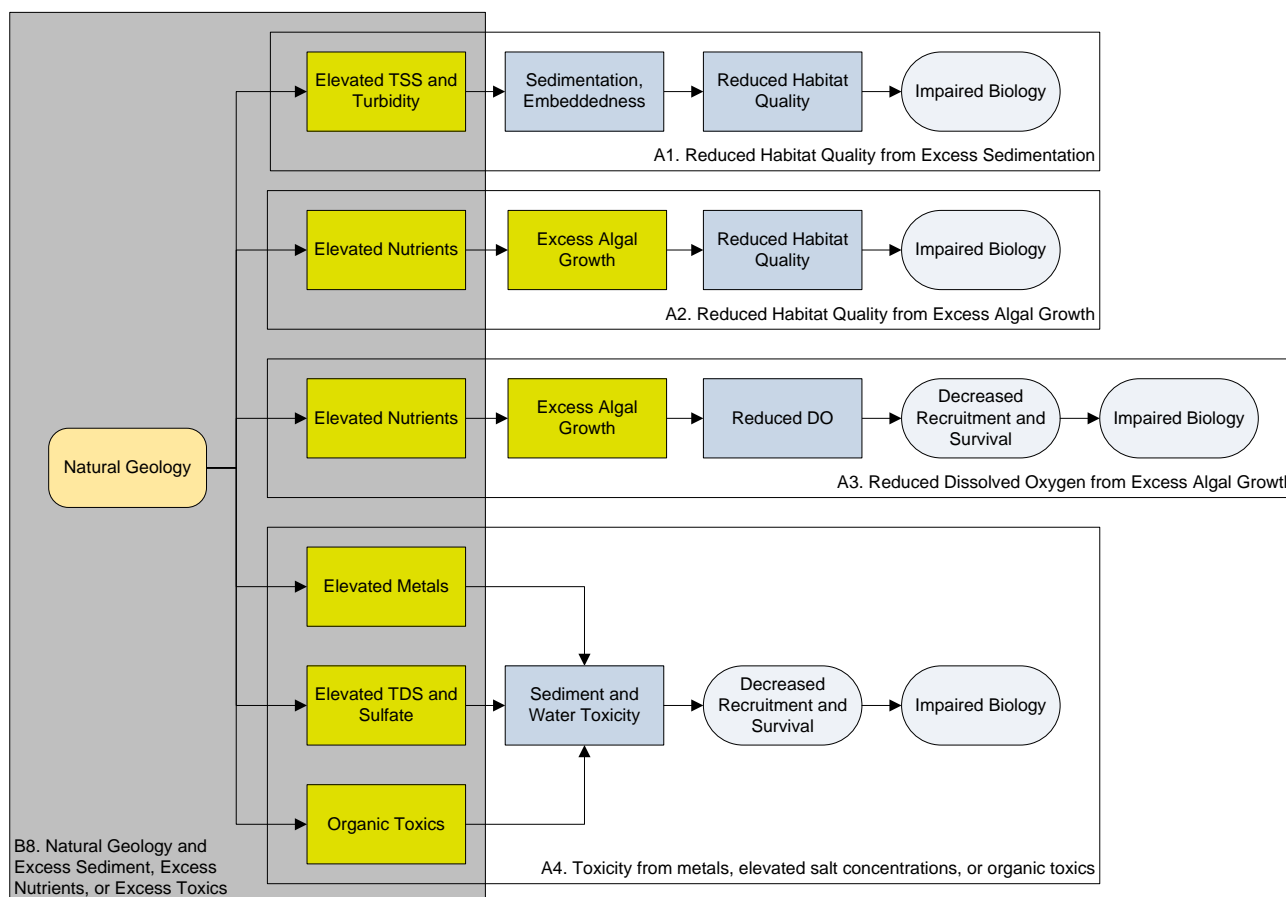 Elevated TSS and
Turbidity
Sedimentation,
Embeddedness
Reduced Habitat
Quality
Impaired Biology
A1. Reduced Habitat Quality from Excess Sedimentation
Elevated Nutrients
Excess Algal
Growth
Reduced Habitat
Quality
Impaired Biology
A2. Reduced Habitat Quality from Excess Algal Growth
Elevated Nutrients
Excess Algal
Growth
Reduced DO
Decreased
Recruitment and
Survival
Impaired Biology
A3. Reduced Dissolved Oxygen from Excess Algal Growth
Natural Geology
Elevated Metals
Elevated TDS and
Sulfate
Sediment and
Water Toxicity
Decreased
Recruitment and
Survival
Impaired Biology
Organic Toxics
A4. Toxicity from metals, elevated salt concentrations, or organic toxics
B8. Natural Geology and
Excess Sediment, Excess
Nutrients, or Excess Toxics